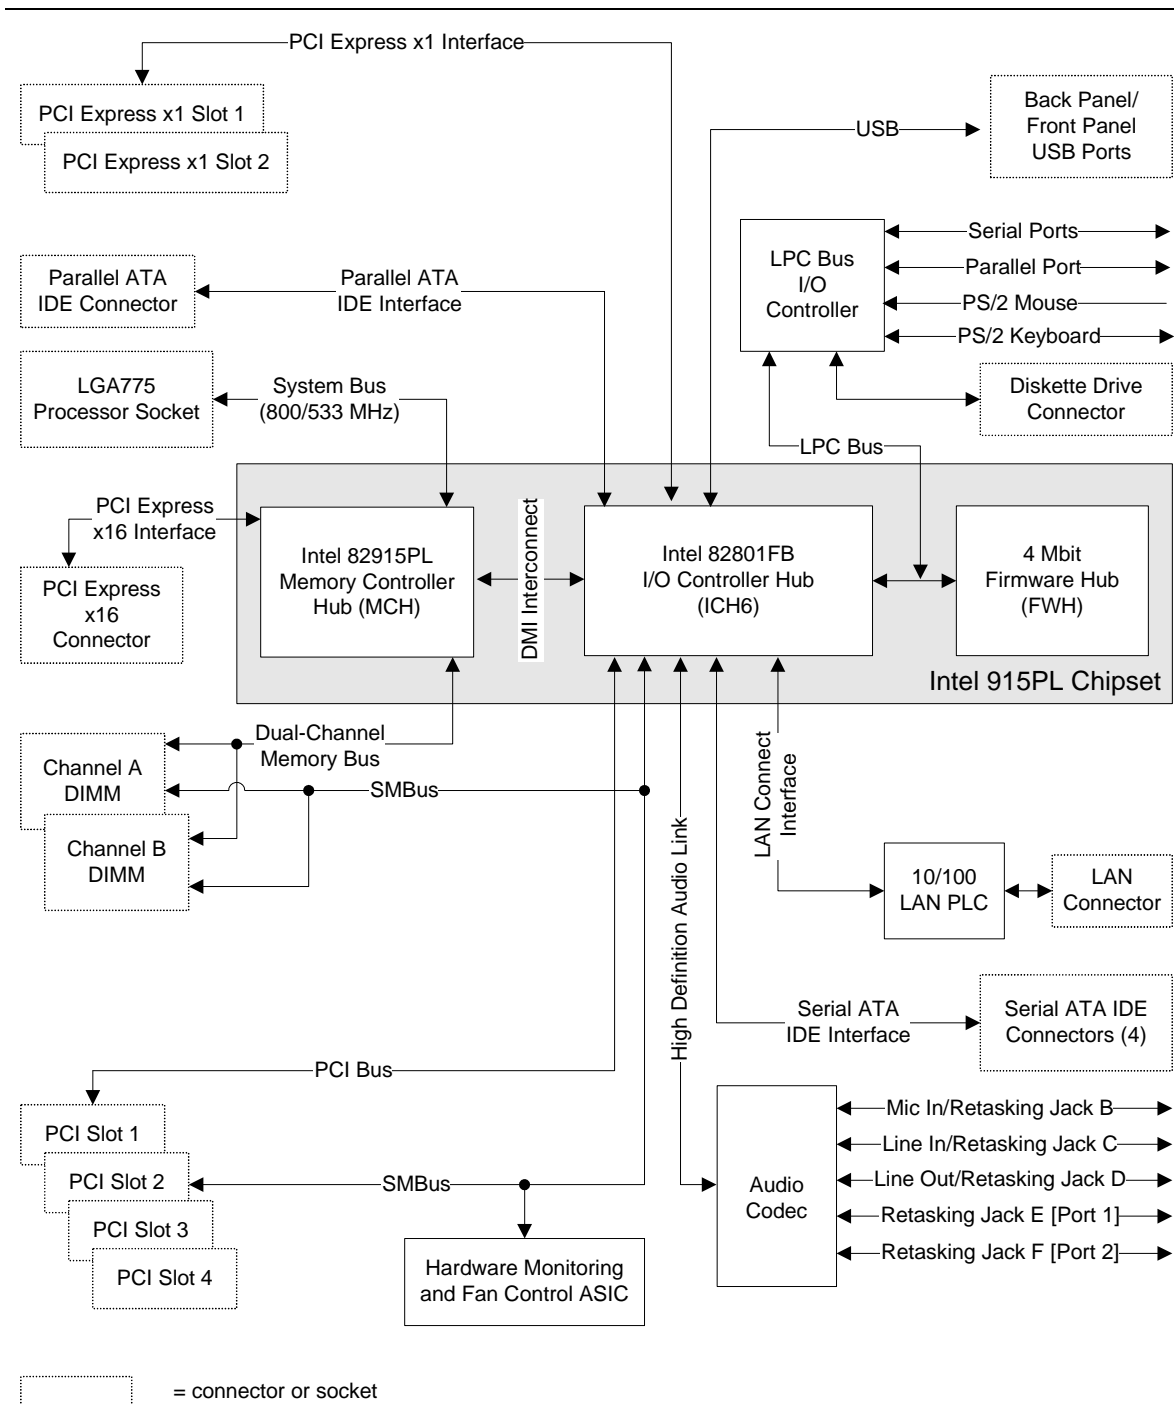 PCI Express x1 Interface
PCI Express x1 Slot 1
PCI Express x1 Slot 2
USB
Back Panel/
Front Panel
USB Ports
LPC Bus
I/O
Controller
Serial Ports
Parallel Port
PS/2 Mouse
PS/2 Keyboard
Parallel ATA
IDE Connector
Parallel ATA
IDE Interface
LGA775
Processor Socket
System Bus
(800/533 MHz)
Diskette Drive
Connector
LPC Bus
PCI Express
x16 Interface
PCI Express
x16
Connector
Intel 82915PL
Memory Controller
Hub (MCH)
DMI Interconnect
Intel 82801FB
I/O Controller Hub
(ICH6)
4 Mbit
Firmware Hub
(FWH)
Intel 915PL Chipset
Dual-Channel
Memory Bus
Channel A
DIMM
SMBus
Channel B
DIMM
High Definition Audio Link
LAN Connect
Interface
10/100
LAN PLC
LAN
Connector
Serial ATA
IDE Interface
Serial ATA IDE
Connectors (4)
PCI Bus
PCI Slot 1
PCI Slot 2
PCI Slot 3
PCI Slot 4
SMBus
Hardware Monitoring
and Fan Control ASIC
Audio
Codec
Mic In/Retasking Jack B
Line In/Retasking Jack C
Line Out/Retasking Jack D
Retasking Jack E [Port 1]
Retasking Jack F [Port 2]
= connector or socket